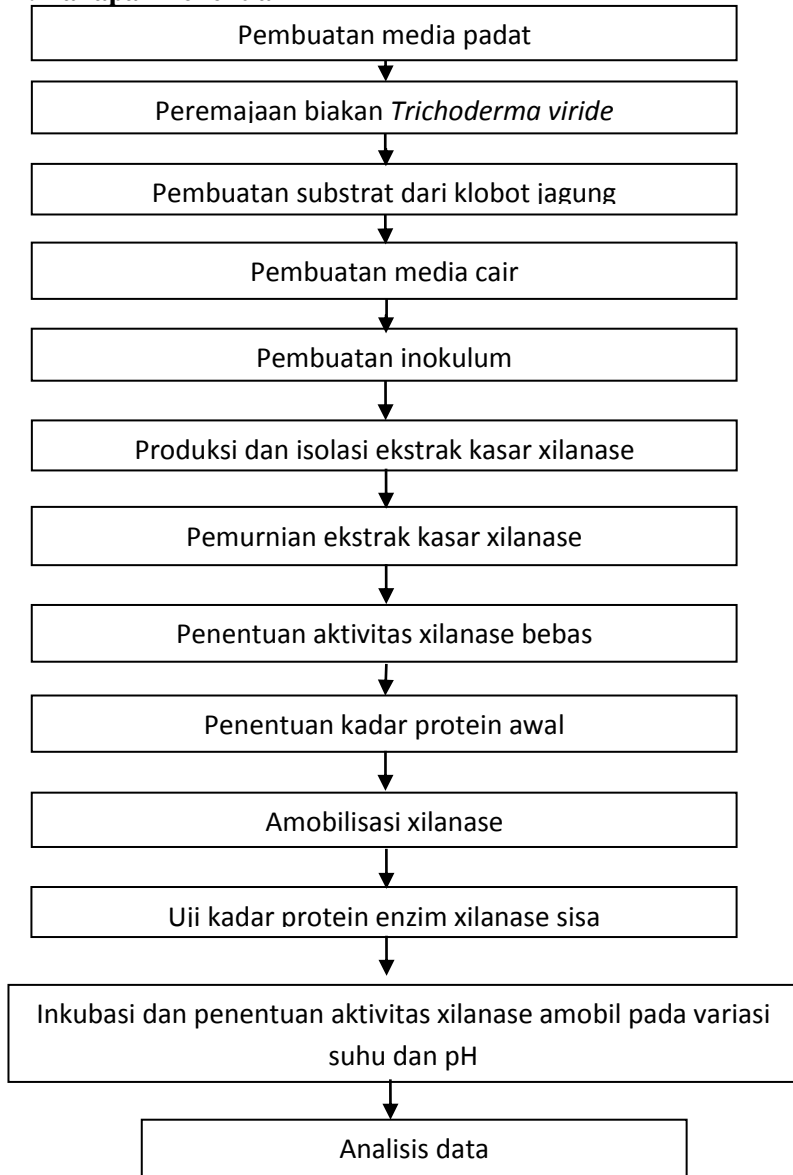 Pembuatan media padat
Peremajaan biakan Trichoderma viride
Pembuatan substrat dari klobot jagung
Pembuatan media cair
Pembuatan inokulum
Produksi dan isolasi ekstrak kasar xilanase
Pemurnian ekstrak kasar xilanase
Penentuan aktivitas xilanase bebas
Penentuan kadar protein awal
Amobilisasi xilanase
Uji kadar protein enzim xilanase sisa
Inkubasi dan penentuan aktivitas xilanase amobil pada variasi
suhu dan pH
Analisis data